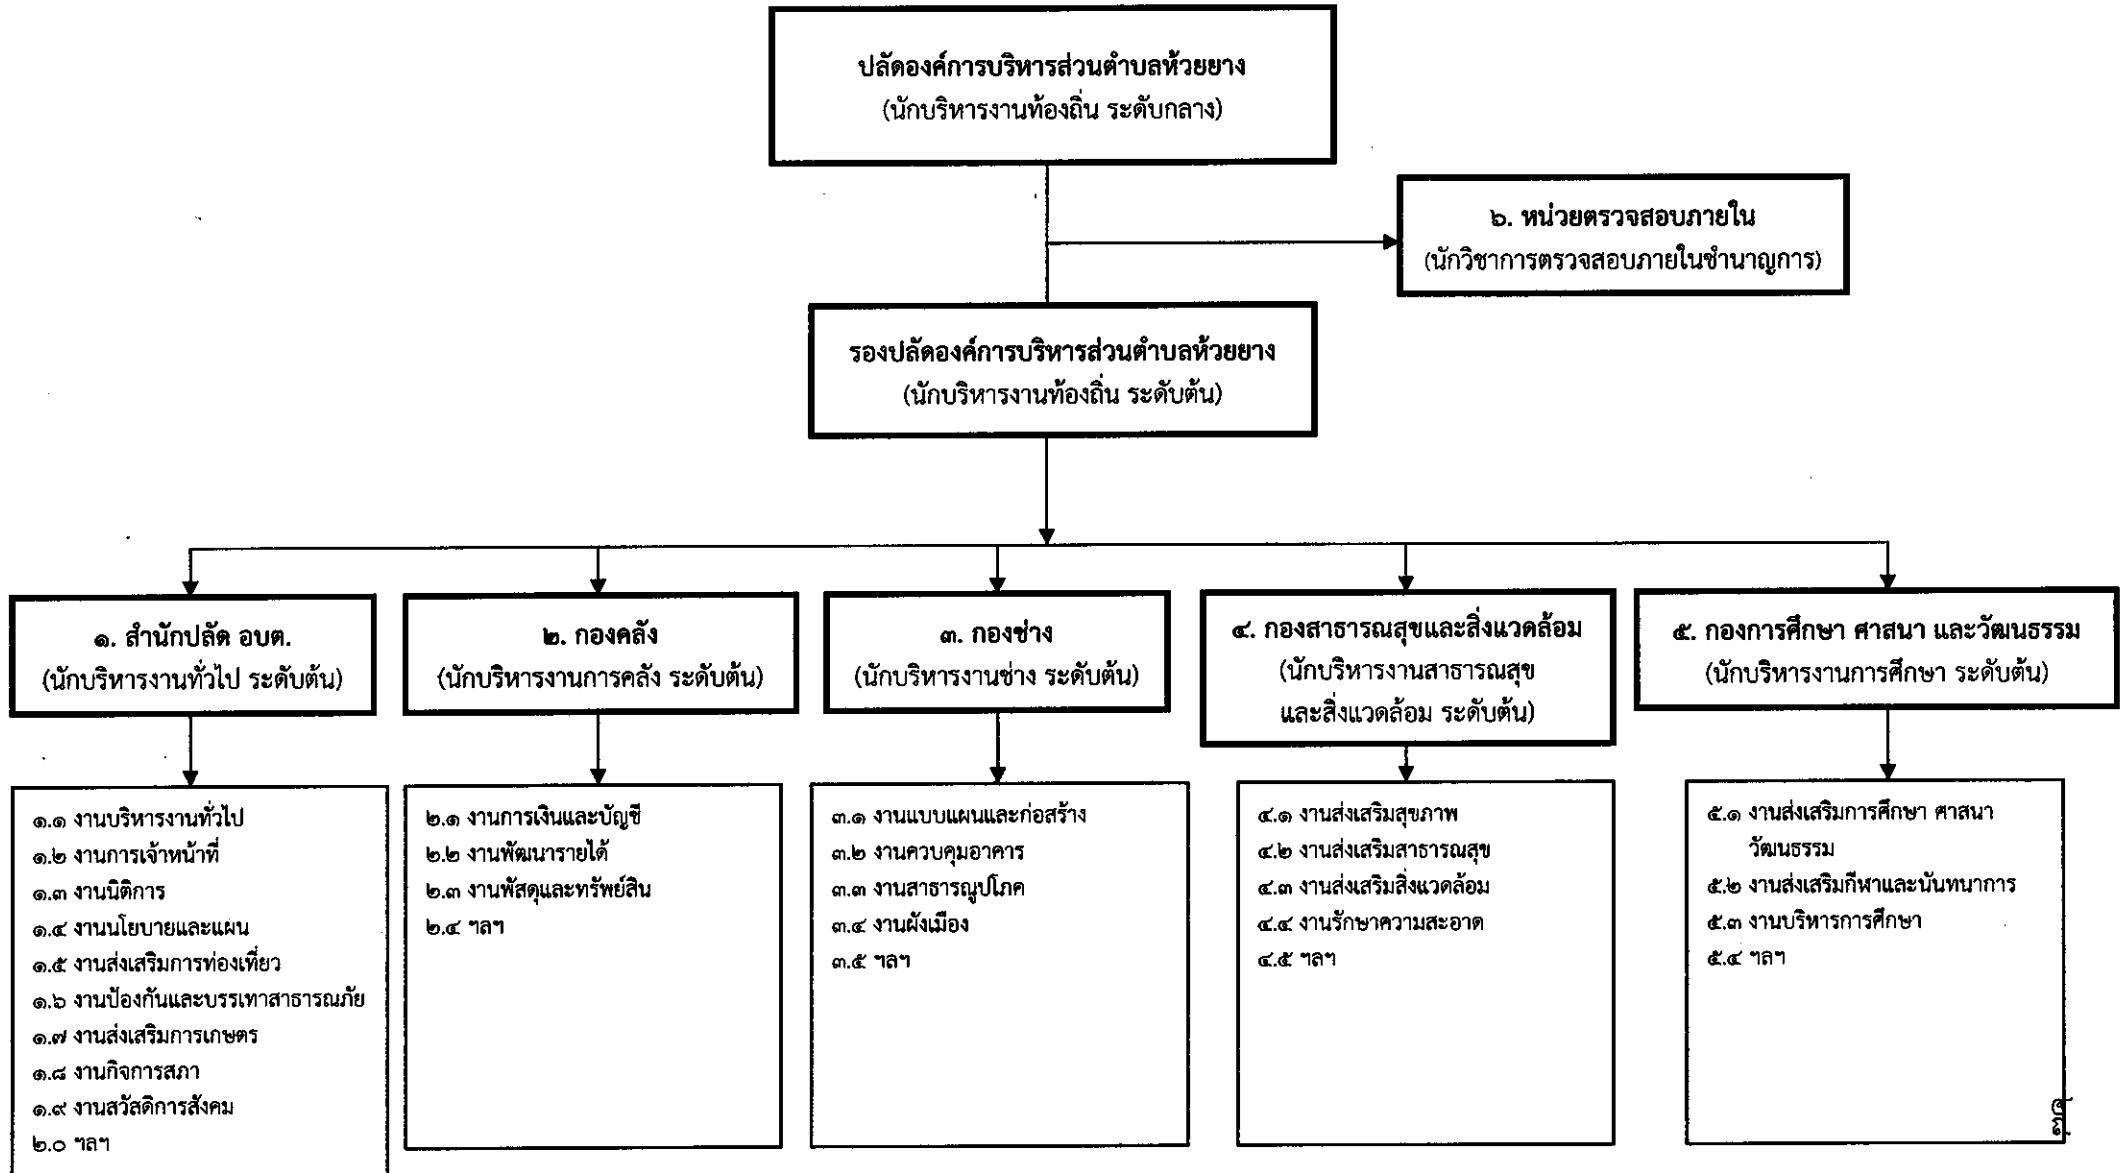 ปลัดองค์การบริหารส่วนตำบลห้วยยาง
(นักบริหารงานท้องถิ่น ระดับกลาง)
๖. หน่วยตรวจสอบภายใน
(นักวิชาการตรวจสอบภายในชำนาญการ)
รองปลัดองค์การบริหารส่วนตำบลห้วยยาง
(นักบริหารงานท้องถิ่น ระดับต้น)
๑. สำนักปลัด อบต.
(นักบริหารงานทั่วไป ระดับต้น)
๒. กองคลัง
(นักบริหารงานการคลัง ระดับต้น)
๓. กองช่าง
(นักบริหารงานช่าง ระดับต้น)
๔. กองสาธารณสุขและสิ่งแวดล้อม
(นักบริหารงานสาธารณสุข
และสิ่งแวดล้อม ระดับต้น)
๕. กองการศึกษา ศาสนา และวัฒนธรรม
(นักบริหารงานการศึกษา ระดับต้น)
๑.๑ งานบริหารงานทั่วไป
๑.๒ งานการเจ้าหน้าที่
๑.๓ งานนิติการ
๑.๔ งานนโยบายและแผน
๑.๕ งานส่งเสริมการท่องเที่ยว
๑.๖ งานป้องกันและบรรเทาสาธารณภัย
๑.๗ งานส่งเสริมการเกษตร
๑.๘ งานกิจการสภา
๑.๙ งานสวัสดิการสังคม
๒.๐ ฯลฯ
๒.๑ งานการเงินและบัญชี
๒.๒ งานพัฒนารายได้
๒.๓ งานพัสดุและทรัพย์สิน
๒.๔ ฯลฯ
๓.๑ งานแบบแผนและก่อสร้าง
๓.๒ งานควบคุมอาคาร
๓.๓ งานสาธารณูปโภค
๓.๔ งานผังเมือง
๓.๕ ฯลฯ
๔.๑ งานส่งเสริมสุขภาพ
๔.๒ งานส่งเสริมสาธารณสุข
๔.๓ งานส่งเสริมสิ่งแวดล้อม
๔.๔ งานรักษาความสะอาด
๔.๕ ฯลฯ
๕.๑ งานส่งเสริมการศึกษา ศาสนา
วัฒนธรรม
๕.๒ งานส่งเสริมกีฬาและนันทนาการ
๕.๓ งานบริหารการศึกษา
๕.๔ ฯลฯ